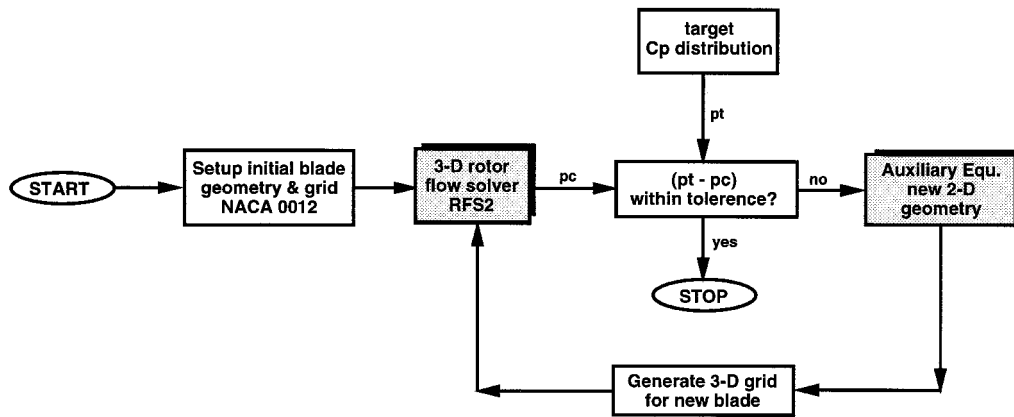 target
Cp distribution
pt
START
Setup initial blade
geometry & grid
NACA 0012
3-D rotor
flow solver
RFS2
pc
(pt - pc)
within tolerence?
no
Auxiliary Equ.
new 2-D
geometry
yes
STOP
Generate 3-D grid
for new blade